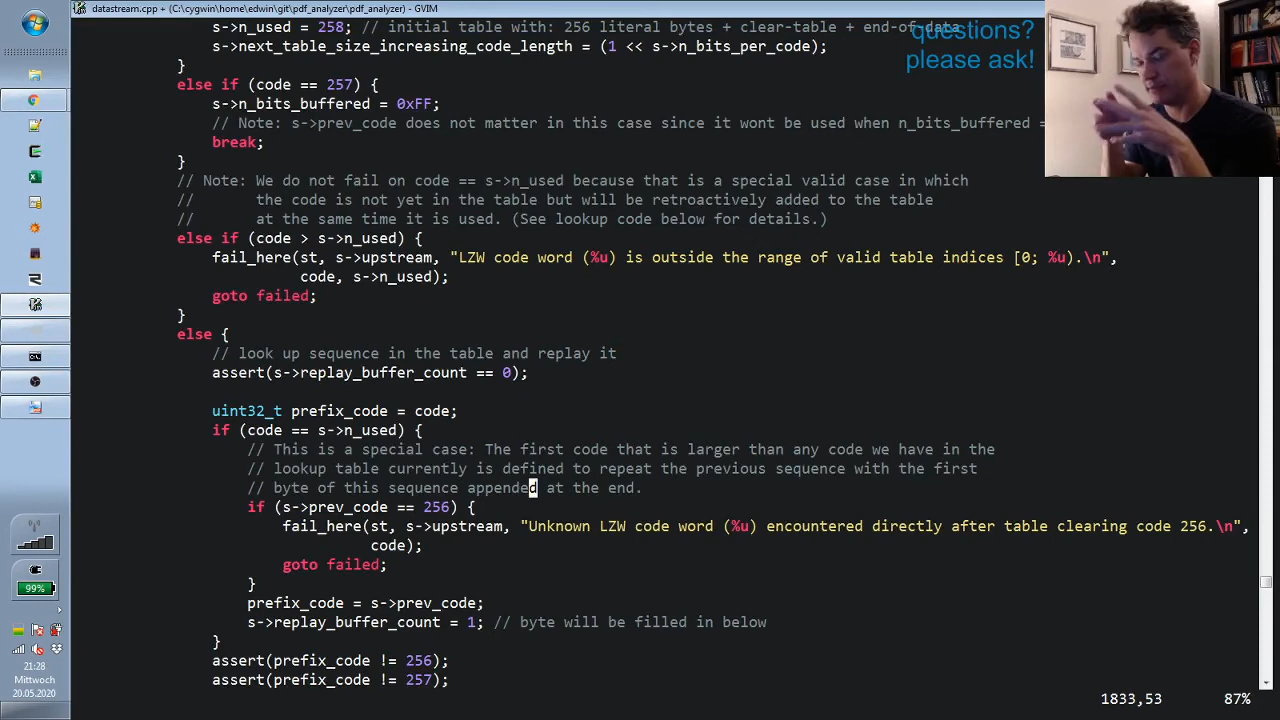 datastream.cpp + (C:\cygwin\home\edwin\git\pdf_analyzer\pdf_analyzer) - GVIM
s->n_used = 258; // initial table with: 256 literal bytes + clear-table + end-of-data
s->next_table_size_increasing_code_length = (1 << s->n_bits_per_code);
}
else if (code == 257) {
s->n_bits_buffered = 0xFF;
// Note: s->prev_code does not matter in this case since it wont be used when n_bits_buffered =
break;
}
// Note: We do not fail on code == s->n_used because that is a special valid case in which
// the code is not yet in the table but will be retroactively added to the table
// at the same time it is used. (See lookup code below for details.)
else if (code > s->n_used) {
fail_here(st, s->upstream, "LZW code word (%u) is outside the range of valid table indices [0; %u).\n",
code, s->n_used);
goto failed;
}
else {
// look up sequence in the table and replay it
assert(s->replay_buffer_count == 0);
uint32_t prefix_code = code;
if (code == s->n_used) {
// This is a special case: The first code that is larger than any code we have in the
// lookup table currently is defined to repeat the previous sequence with the first
// byte of this sequence appended at the end.
if (s->prev_code == 256) {
fail_here(st, s->upstream, "Unknown LZW code word (%u) encountered directly after table clearing code 256.\n",
code);
goto failed;
}
prefix_code = s->prev_code;
s->replay_buffer_count = 1; // byte will be filled in below
}
assert(prefix_code != 256);
assert(prefix_code != 257);
1833,53 87%
questions?
please ask!
99%
21:28
Mittwoch
20.05.2020